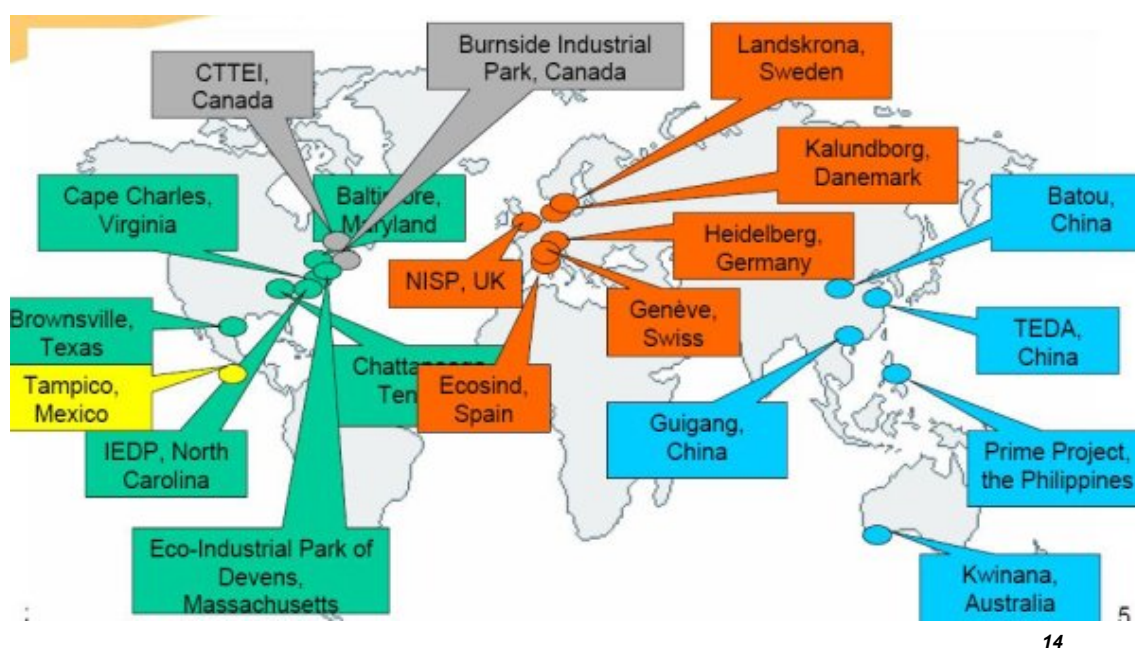 Burnside Industrial
Park, Canada
Landskrona,
Sweden
CTTEI,
Canada
Kalundborg,
Danemark
Cape Charles,
Virginia
Baltimore,
Maryland
Batou,
China
Heidelberg,
Germany
NISP, UK
Genève,
Swiss
Brownsville,
Texas
TEDA,
China
Tampico,
Mexico
Ten
Ecosind,
Spain
Guigang,
China
IEDP, North
Carolina
Prime Project,
the Philippines
Eco-Industrial Park of
Devens,
Massachusetts
Kwinana,
Australia
5
14